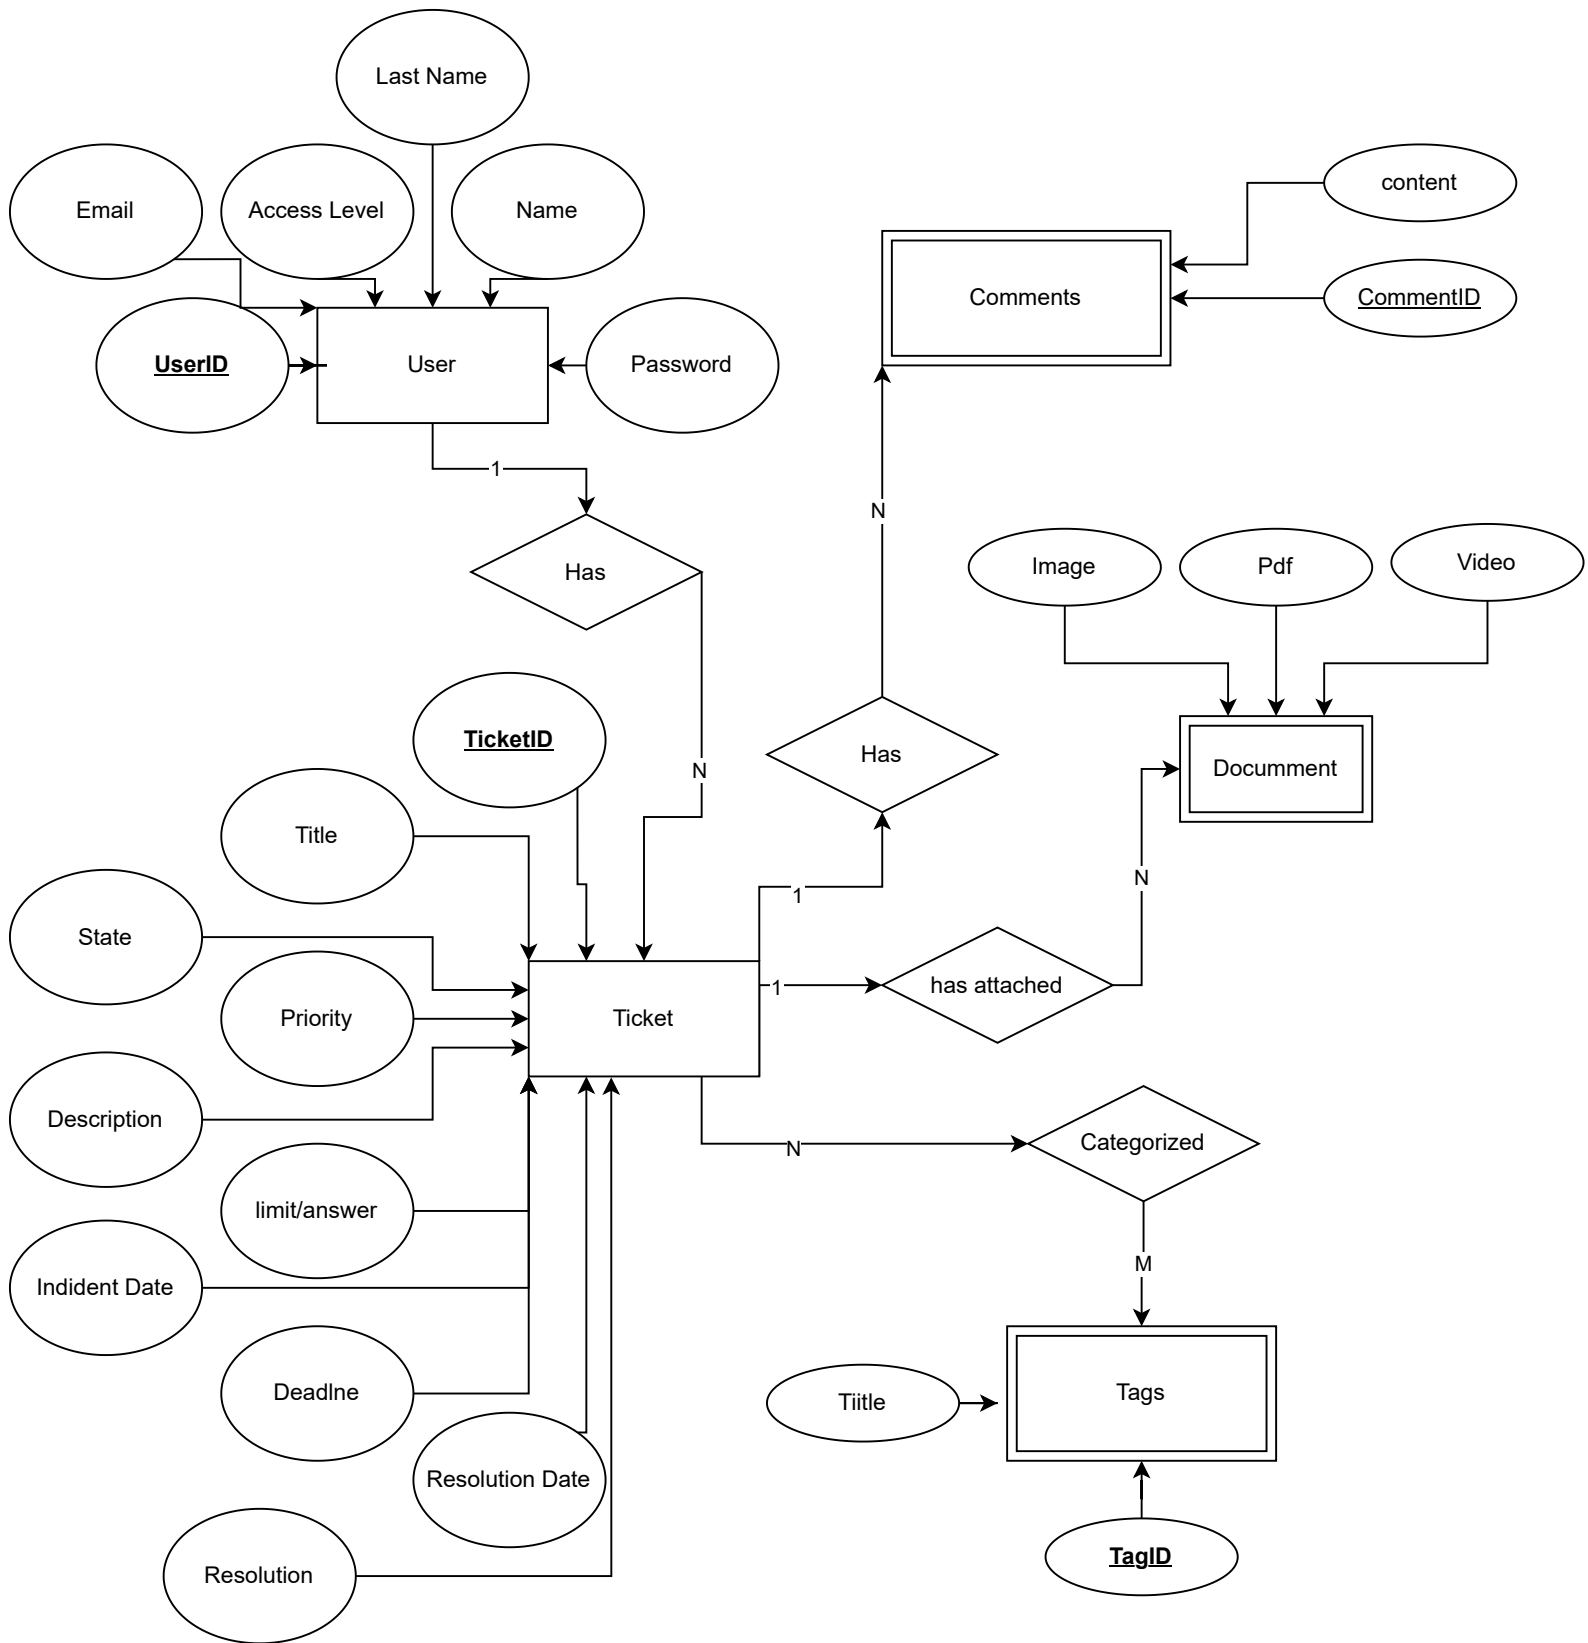 Last Name
Email
Access Level
Name
content
Comments
CommentID
UserID
User
Password
1
N
Has
Image
Pdf
Video
TicketID
Has
N
Documment
Title
N
1
State
has attached
1
Priority
Ticket
Description
N
Categorized
limit/answer
M
Indident Date
Deadlne
Tiitle
Tags
Resolution Date
TagID
Resolution